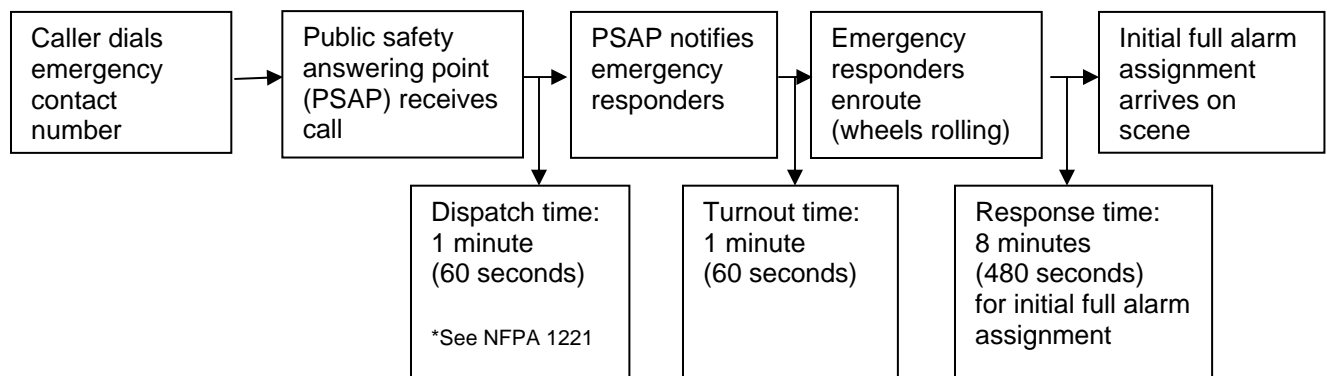 Caller dials
emergency
contact
number
Public safety
answering point
(PSAP) receives
call
PSAP notifies
emergency
responders
Emergency
responders
enroute
(wheels rolling)
Initial full alarm
assignment
arrives on
scene
Dispatch time:
1 minute
(60 seconds)
*See NFPA 1221
Turnout time:
1 minute
(60 seconds)
Response time:
8 minutes
(480 seconds)
for initial full alarm
assignment